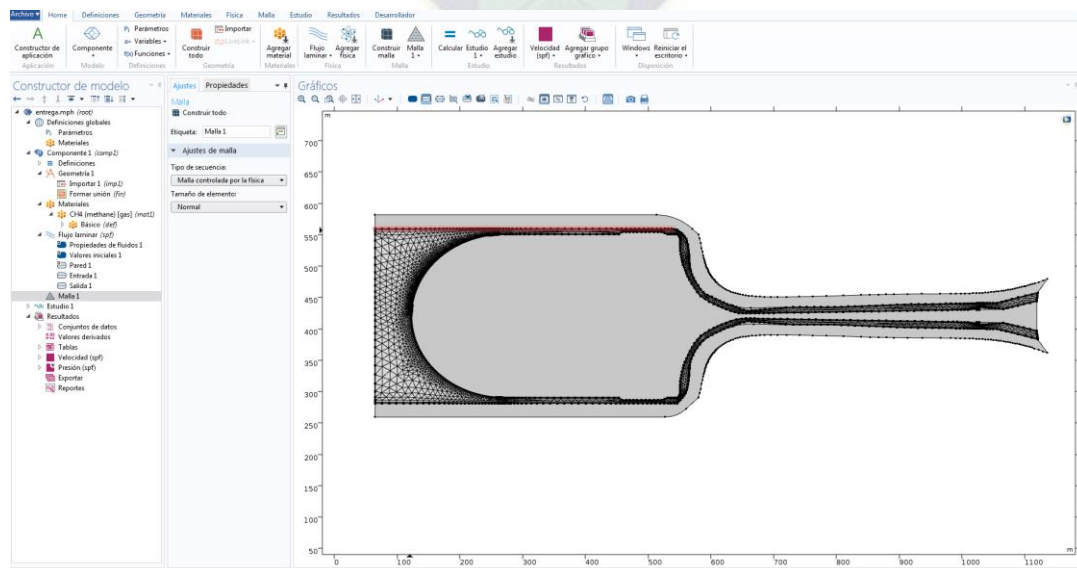 Archivo Home Definiciones Geometría Materiales Física Malla Estudio Resultados Desarrollador
Constructor de aplicación
Aplicación
Componente
Modelo
Pi Parámetros
a= Variables
f(x) Funciones
Definiciones
Construir todo
Importar
LiveLink
Geometría
Agregar material
Materiales
Flujo laminar
Agregar física
Física
Construir malla
Malla 1
Malla
Calcular
Estudio 1
Agregar estudio
Estudio
Velocidad (spf)
Agregar grupo gráfico
Resultados
Windows
Reiniciar el escritorio
Disposición
Constructor de modelo
entrega.mph (root)
Definiciones globales
Pi Parámetros
Materiales
Componente 1 (comp1)
Definiciones
Geometría 1
Importar 1 (imp1)
Formar unión (fin)
Materiales
CH4 (methane) [gas] (mat1)
Básico (def)
Flujo laminar (spf)
Propiedades de fluidos 1
Valores iniciales 1
Pared 1
Entrada 1
Salida 1
Malla 1
Estudio 1
Resultados
Conjuntos de datos
Valores derivados
Tablas
Velocidad (spf)
Presión (spf)
Exportar
Reportes
Ajustes Propiedades
Malla
Construir todo
Etiqueta: Malla 1
Ajustes de malla
Tipo de secuencia:
Malla controlada por la física
Tamaño de elemento:
Normal
Gráficos
m
700
650
600
550
500
450
400
350
300
250
200
150
100
50
m
0 100 200 300 400 500 600 700 800 900 1000 1100